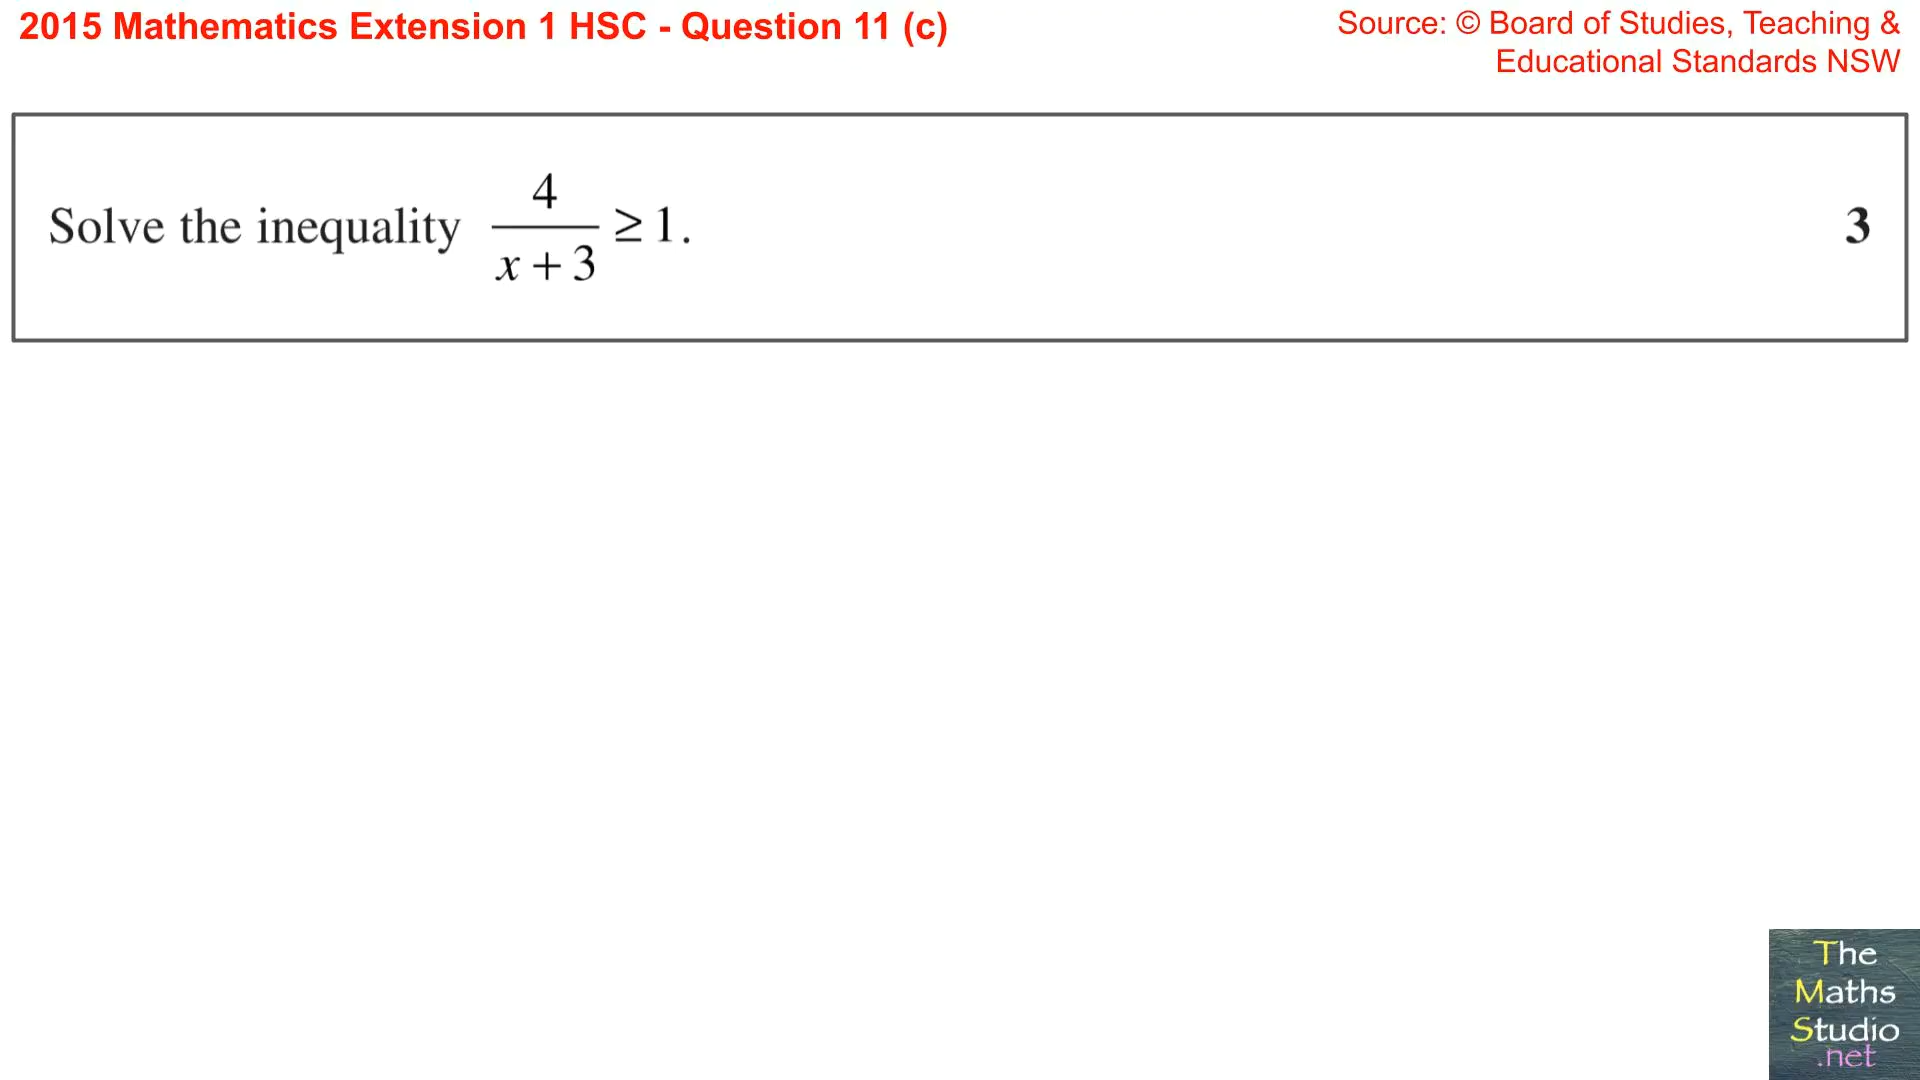 2015 Mathematics Extension 1 HSC - Question 11 (c)
Source: © Board of Studies, Teaching &
Educational Standards NSW
Solve the inequality 4/(x + 3) ≥ 1.
3
The
Maths
Studio
.net